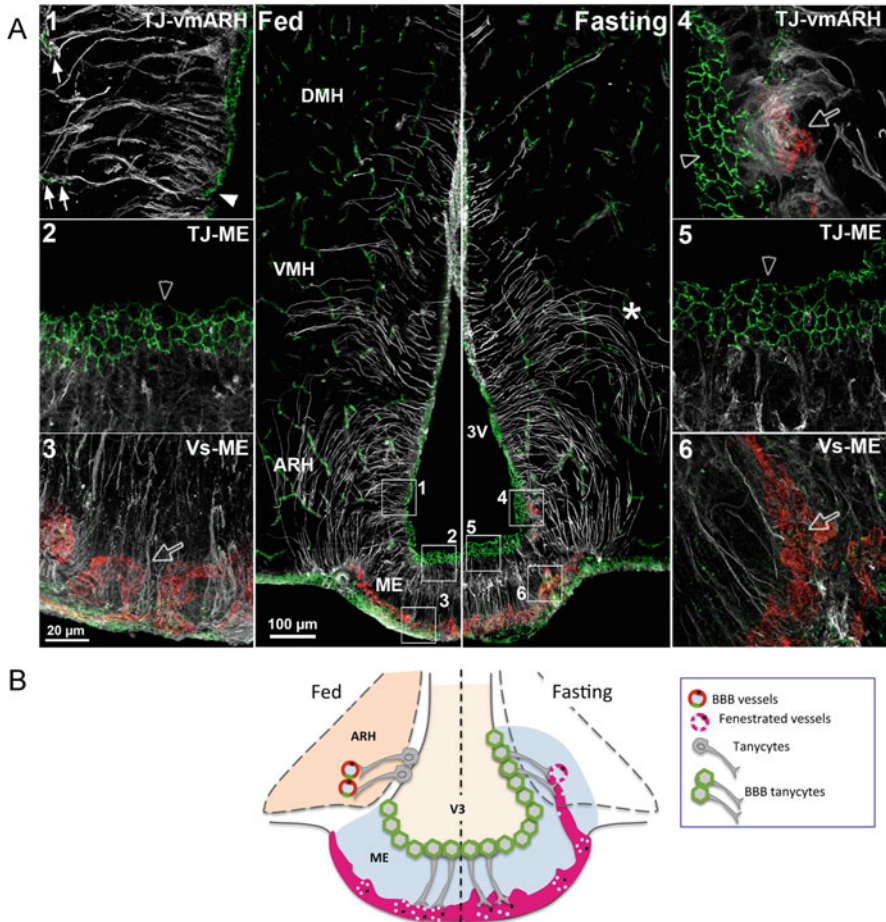 A
1 TJ-vmARH
Fed
Fasting
4 TJ-vmARH
DMH
2 TJ-ME
5 TJ-ME
VMH
*
3V
3 Vs-ME
ARH
1
4
6 Vs-ME
2
5
ME
3
6
20 µm
100 µm
B
Fed
Fasting
ARH
V3
ME
BBB vessels
Fenestrated vessels
Tanycytes
BBB tanycytes